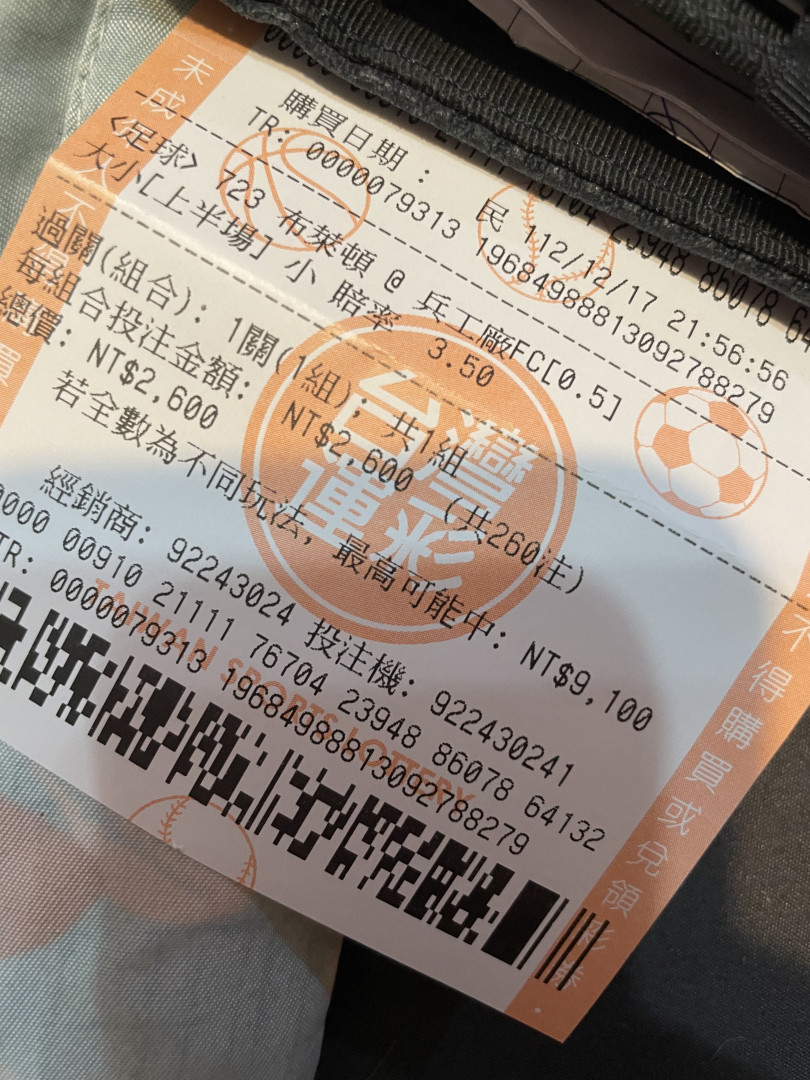 購買日期： 民 112/12/17 21:56:56
TR: 0000079313 19684988813092788279
<足球> 723 布萊頓 @ 兵工廠FC[0.5]
大小[上半場] 小 賠率 3.50
過關(組合): 1關(1組); 共1組
每組合投注金額: NT$2,600 (共260注)
總價: NT$2,600
若全數為不同玩法, 最高可能中: NT$9,100
經銷商: 92243024 投注機: 922430241
00910 21111 76704 23948 86078 64132
TR: 0000079313 19684988813092788279
台灣運彩
TAIWAN SPORTS LOTTERY
不得購買或兌領彩券。